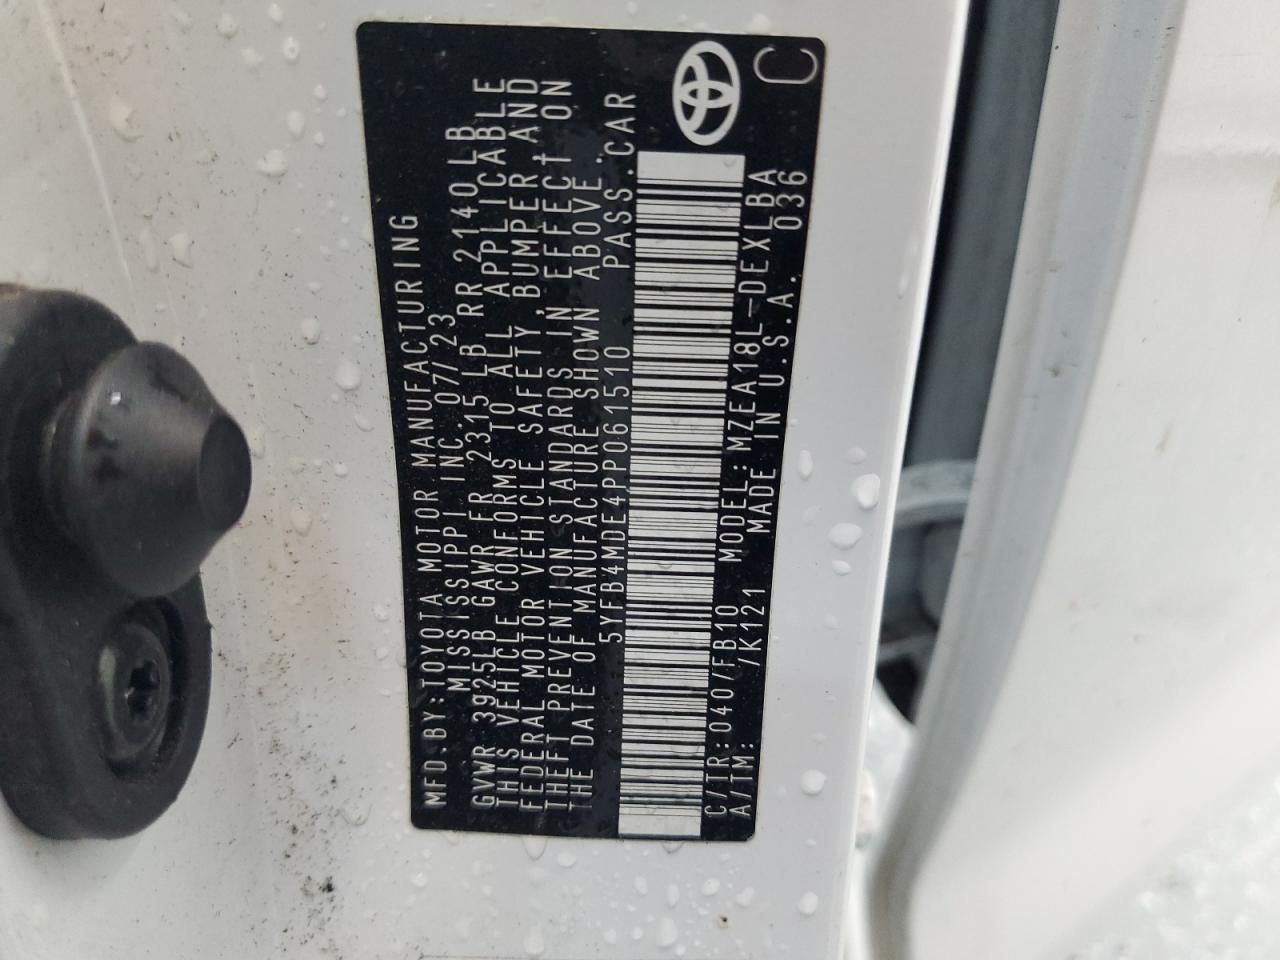 MFD.BY:TOYOTA MOTOR MANUFACTURING
MISSISSIPPI INC.07/23
GVWR 3925LB GAWR FR 2315LB RR 2140LB
THIS VEHICLE CONFORMS TO ALL APPLICABLE
FEDERAL MOTOR VEHICLE SAFETY,BUMPER,AND
THEFT PREVENTION STANDARDS IN EFFECT ON
THE DATE OF MANUFACTURE SHOWN ABOVE.
5YFB4MDE4PP061510 PASS.CAR
C/TR:040/FB10 MODEL:MZEA18L-DEXLBA
A/TM: /K121 MADE IN U.S.A. 036
C